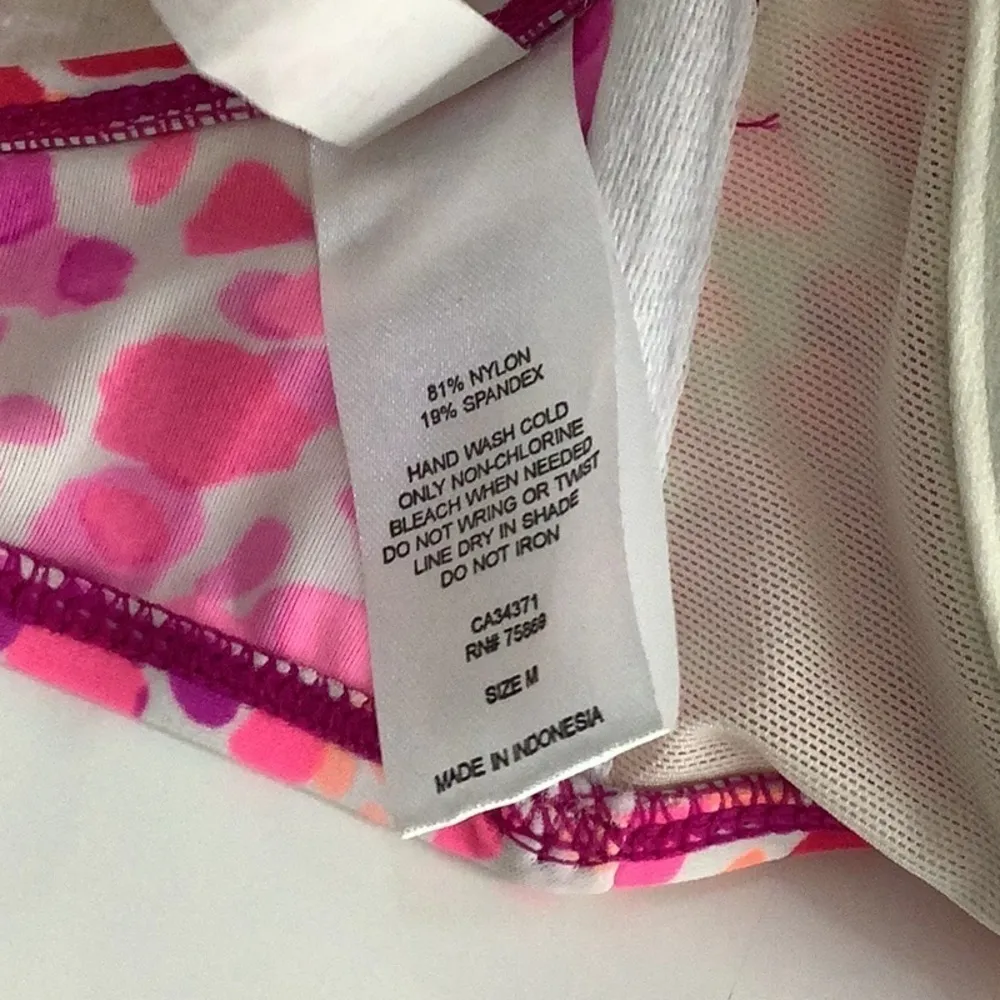 81% NYLON
19% SPANDEX
HAND WASH COLD
ONLY NON-CHLORINE
BLEACH WHEN NEEDED
DO NOT WRING OR TWIST
LINE DRY IN SHADE
DO NOT IRON
CA34371
RN# 75869
SIZE M
MADE IN INDONESIA